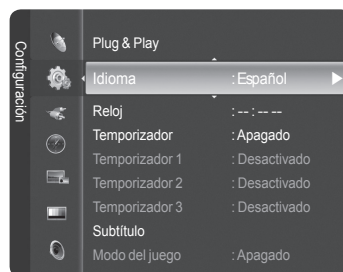 Configuración
Plug & Play
Idioma : Español
Reloj : -- : -- --
Temporizador : Apagado
Temporizador 1 : Desactivado
Temporizador 2 : Desactivado
Temporizador 3 : Desactivado
Subtítulo
Modo del juego : Apagado